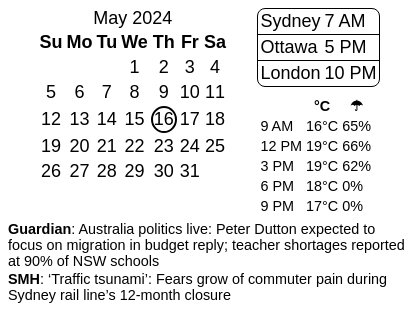 May 2024
Su Mo Tu We Th Fr Sa
1 2 3 4
5 6 7 8 9 10 11
12 13 14 15 16 17 18
19 20 21 22 23 24 25
26 27 28 29 30 31
Sydney 7 AM
Ottawa 5 PM
London 10 PM
°C ☂
9 AM 16°C 65%
12 PM 19°C 66%
3 PM 19°C 62%
6 PM 18°C 0%
9 PM 17°C 0%
Guardian: Australia politics live: Peter Dutton expected to
focus on migration in budget reply; teacher shortages reported
at 90% of NSW schools
SMH: ‘Traffic tsunami’: Fears grow of commuter pain during
Sydney rail line’s 12-month closure